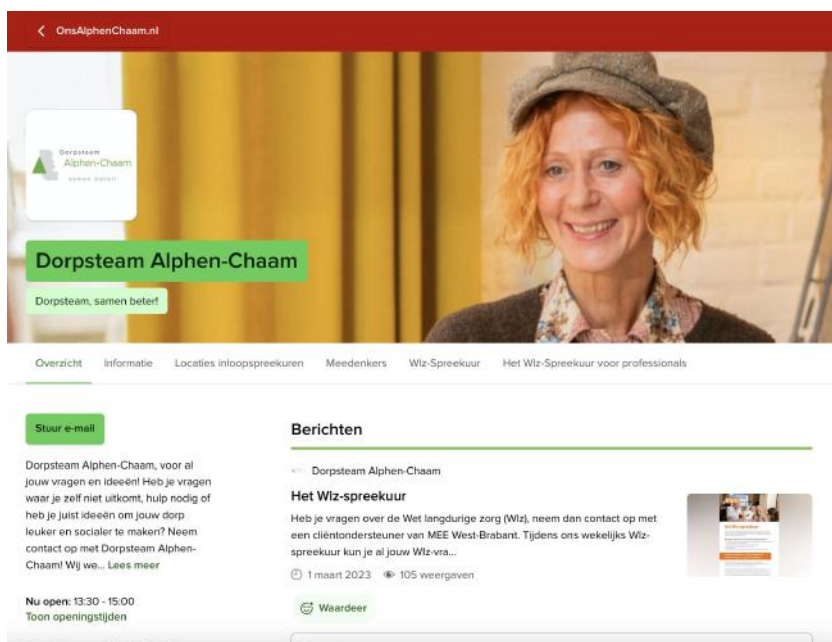 OnsAlphenChaam.nl
Dorpsteam
Alphen-Chaam
samen beter!
Dorpsteam Alphen-Chaam
Dorpsteam, samen beter!
Overzicht Informatie Locaties inloopspreekuren Meedenkers Wlz-Spreekuur Het Wlz-Spreekuur voor professionals
Stuur e-mail
Dorpsteam Alphen-Chaam, voor al
jouw vragen en ideeën! Heb je vragen
waar je zelf niet uitkomt, hulp nodig of
heb je juist ideeën om jouw dorp
leuker en socialer te maken? Neem
contact op met Dorpsteam Alphen-
Chaam! Wij we... Lees meer
Nu open: 13:30 - 15:00
Toon openingstijden
Berichten
Dorpsteam Alphen-Chaam
Het Wlz-spreekuur
Heb je vragen over de Wet langdurige zorg (Wlz), neem dan contact op met
een cliëntondersteuner van MEE West-Brabant. Tijdens ons wekelijks Wlz-
spreekuur kun je al jouw Wlz-vra...
1 maart 2023 105 weergaven
Waardeer